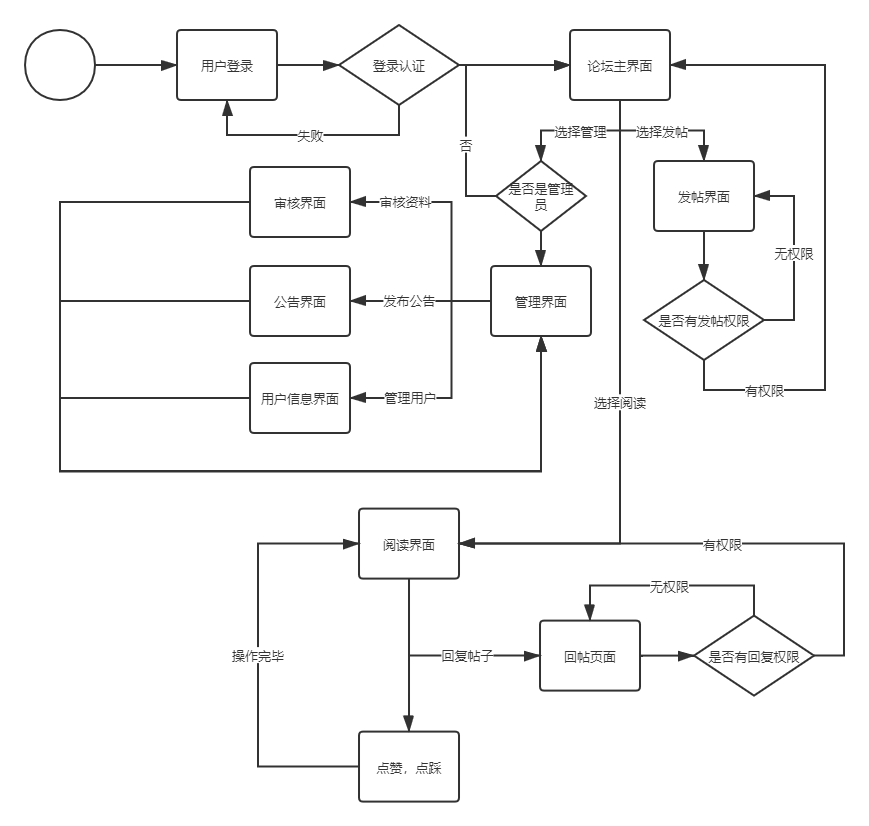 用户登录
登录认证
论坛主界面
失败
否
选择管理
选择发帖
审核界面
审核资料
是否是管理
员
发帖界面
无权限
公告界面
发布公告
管理界面
是否有发帖权限
用户信息界面
管理用户
有权限
选择阅读
阅读界面
有权限
无权限
操作完毕
回复帖子
回帖页面
是否有回复权限
点赞，点踩